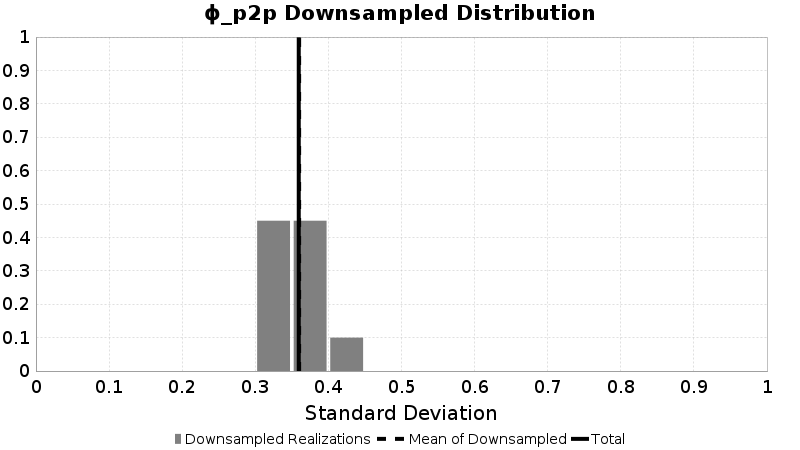 ϕ_p2p Downsampled Distribution
1
0.9
0.8
0.7
0.6
0.5
0.4
0.3
0.2
0.1
0
0 0.1 0.2 0.3 0.4 0.5 0.6 0.7 0.8 0.9 1
Standard Deviation
Downsampled Realizations Mean of Downsampled Total